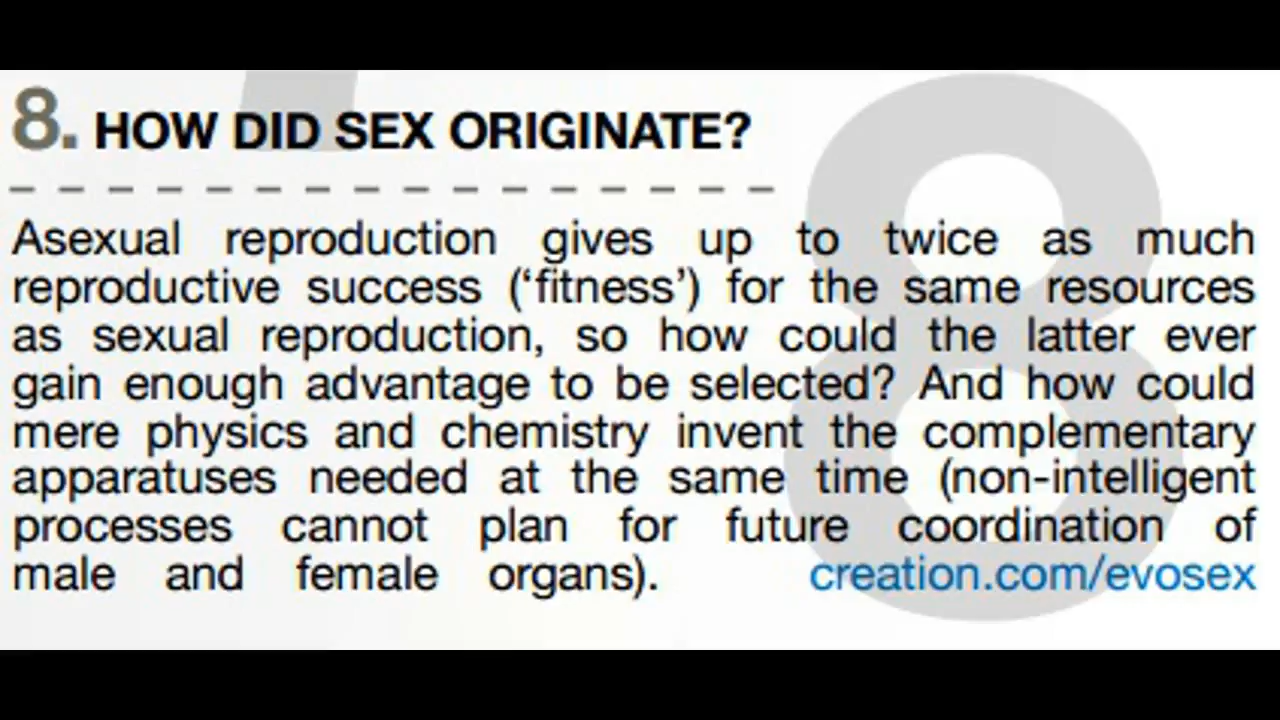 8. HOW DID SEX ORIGINATE?
Asexual reproduction gives up to twice as much
reproductive success (‘fitness’) for the same resources
as sexual reproduction, so how could the latter ever
gain enough advantage to be selected? And how could
mere physics and chemistry invent the complementary
apparatuses needed at the same time (non-intelligent
processes cannot plan for future coordination of
male and female organs). creation.com/evosex